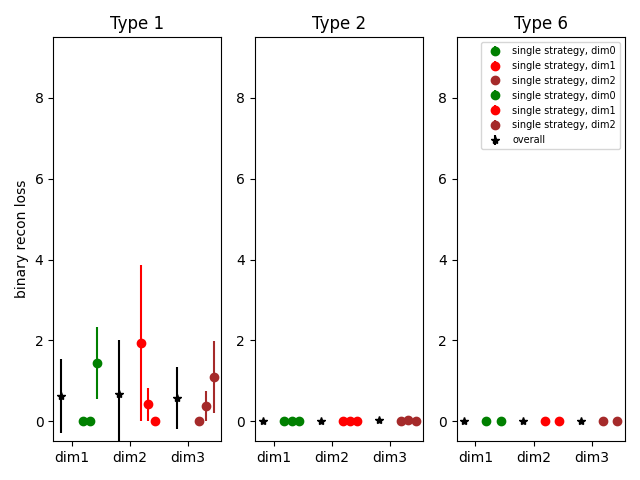 Type 1
Type 2
Type 6
binary recon loss
8
6
4
2
0
dim1
dim2
dim3
8
6
4
2
0
dim1
dim2
dim3
8
6
4
2
0
dim1
dim2
dim3
single strategy, dim0
single strategy, dim1
single strategy, dim2
single strategy, dim0
single strategy, dim1
single strategy, dim2
overall